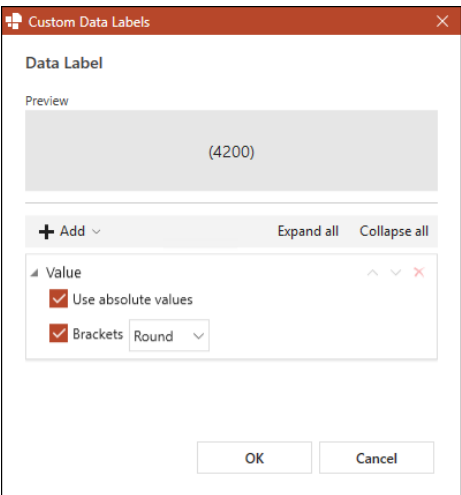 Custom Data Labels
Data Label
Preview
(4200)
Add Expand all Collapse all
Value
Use absolute values
Brackets Round
OK Cancel